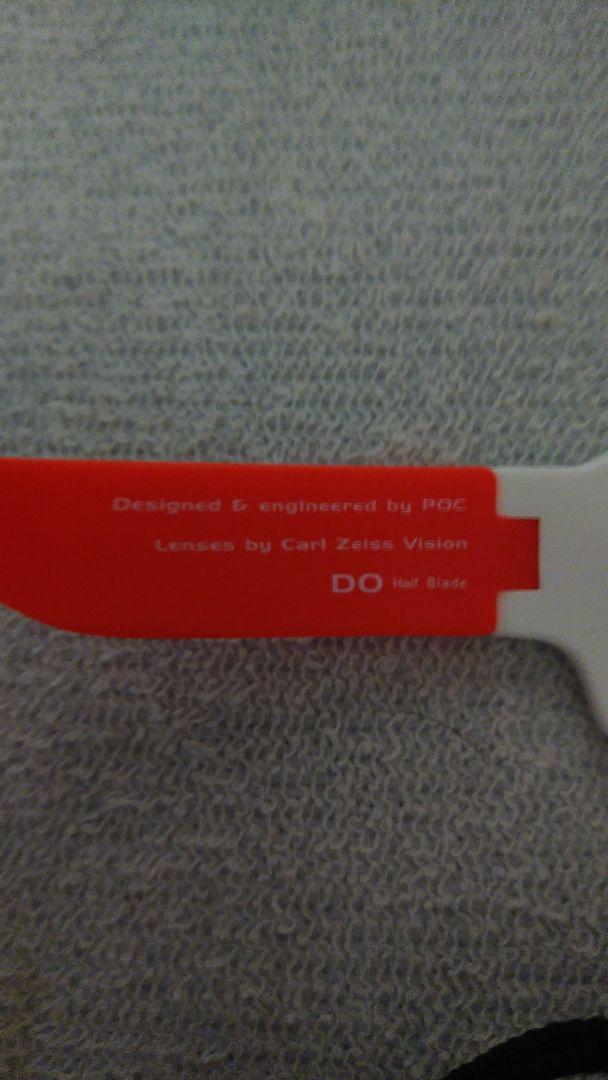 Designed & engineered by POC
Lenses by Carl Zeiss Vision
DO Half Blade